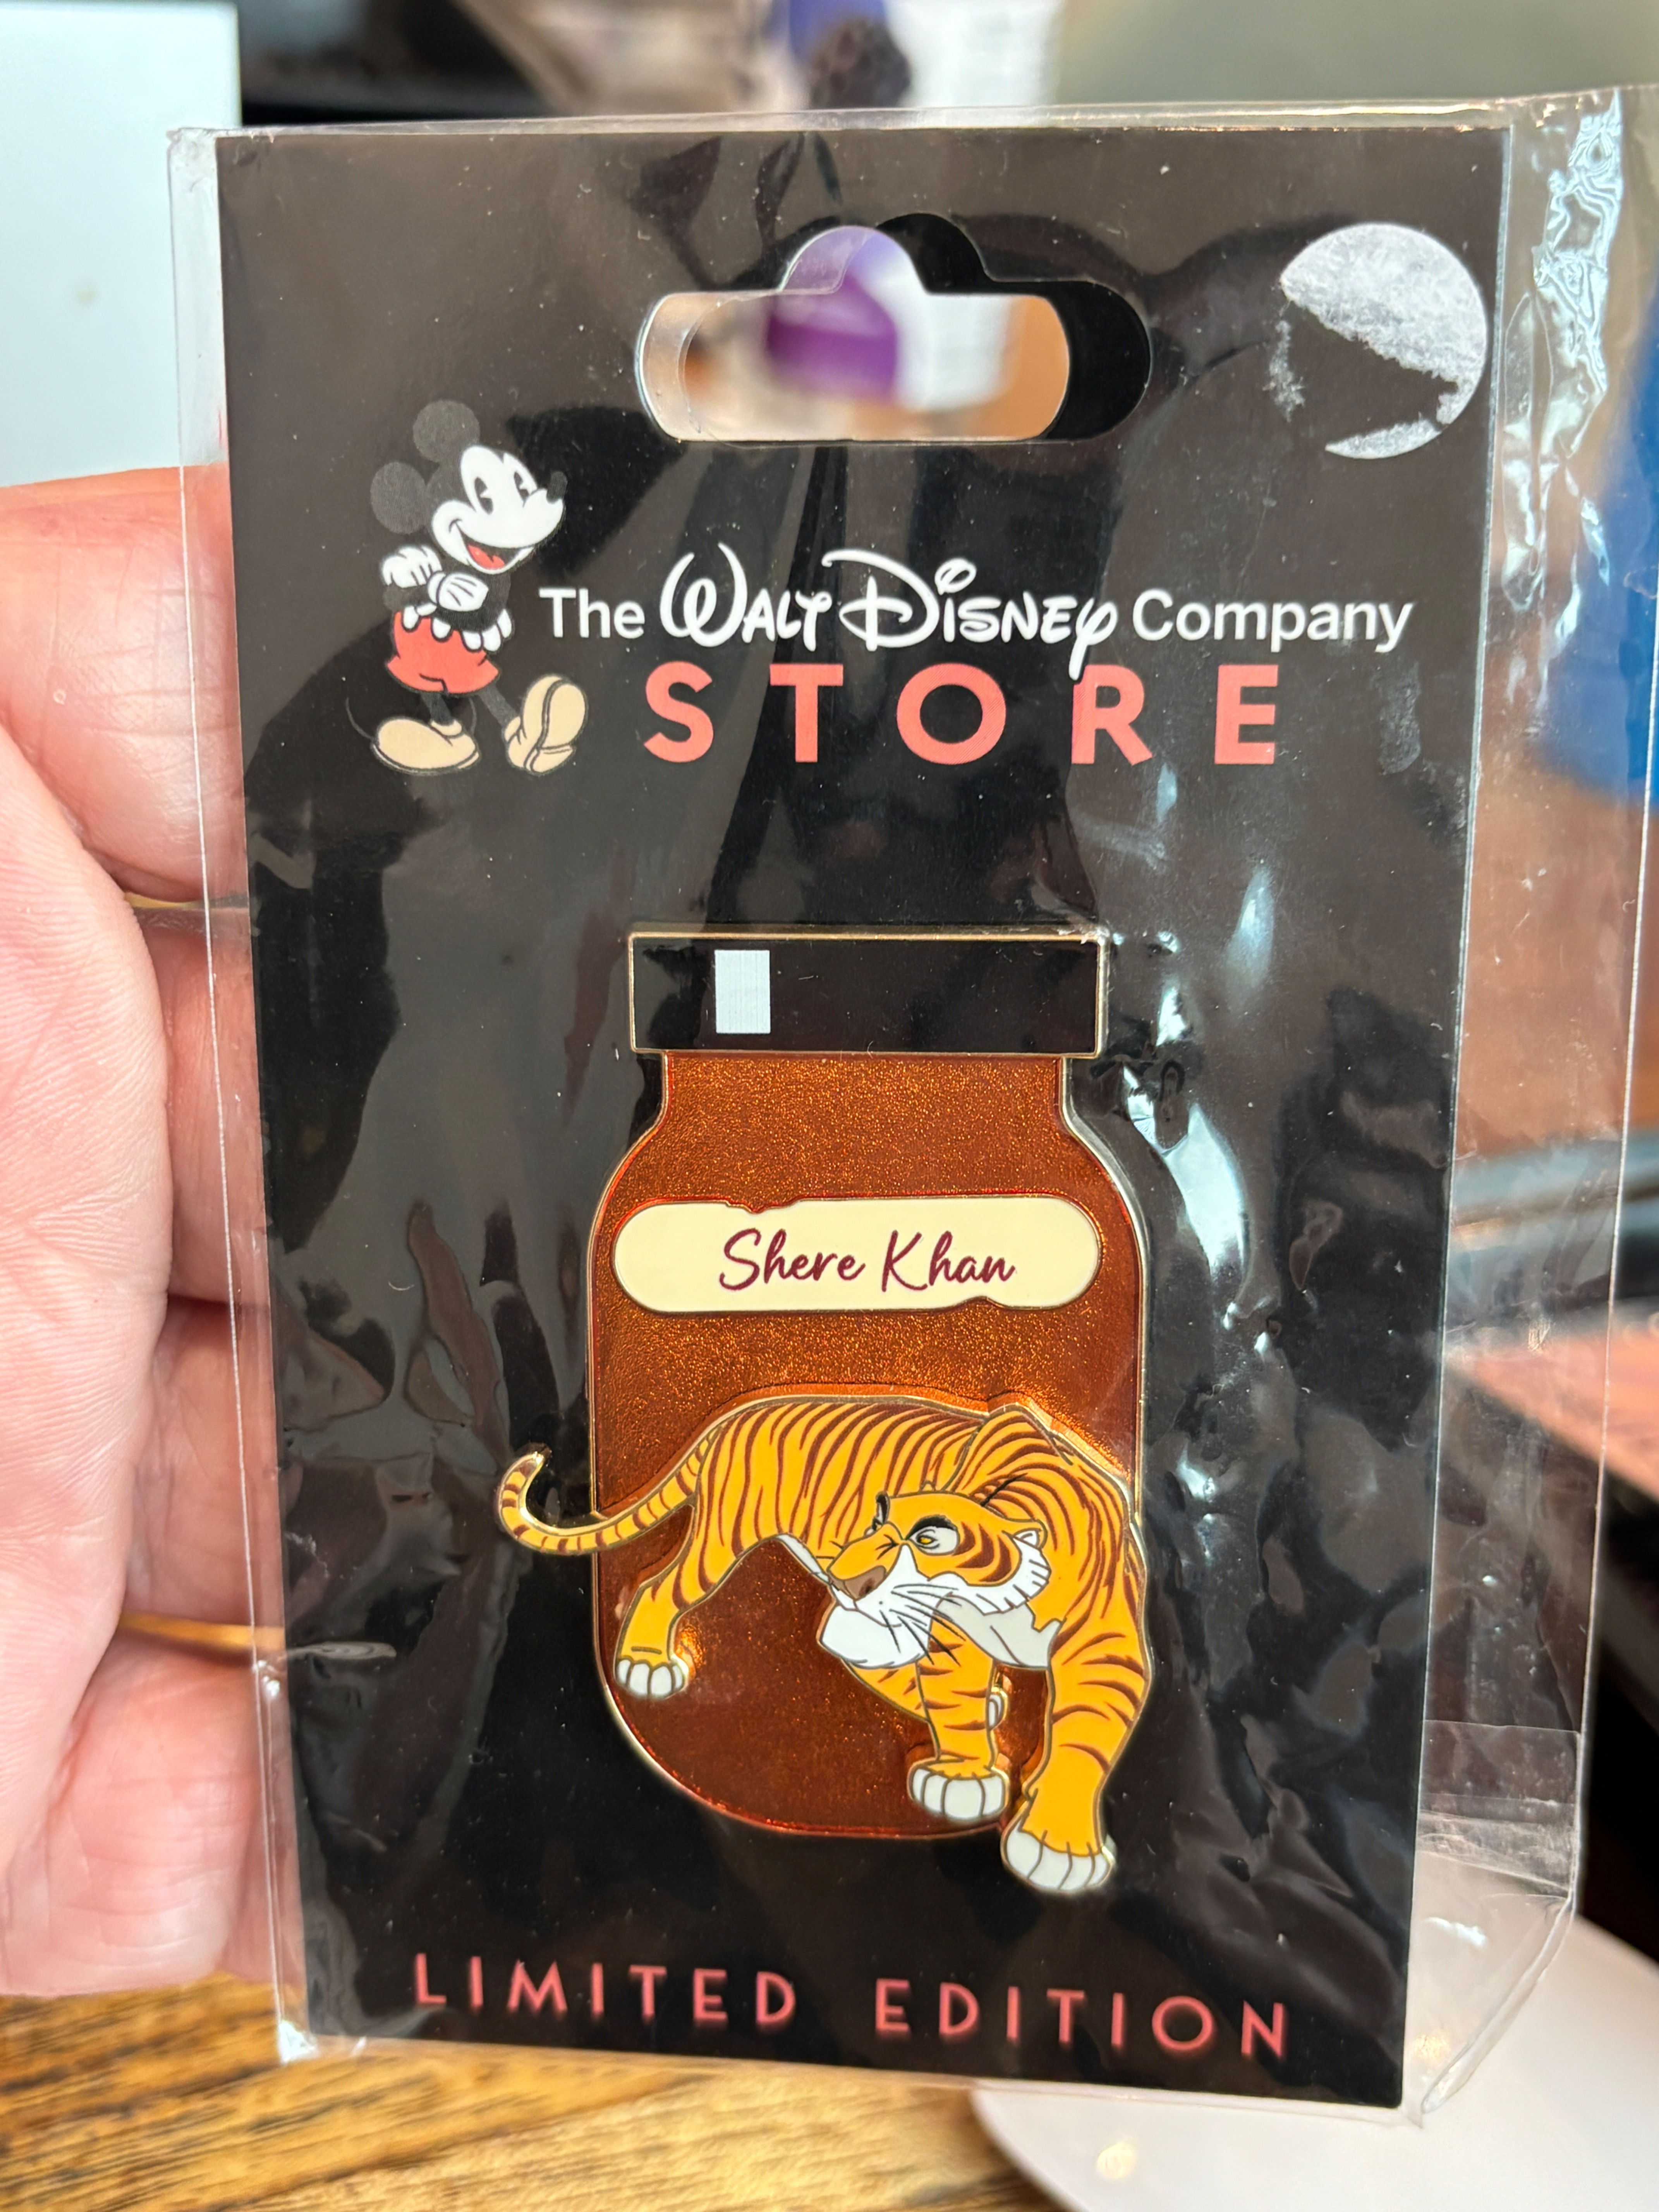 The Walt Disney Company
STORE
Shere Khan
LIMITED EDITION